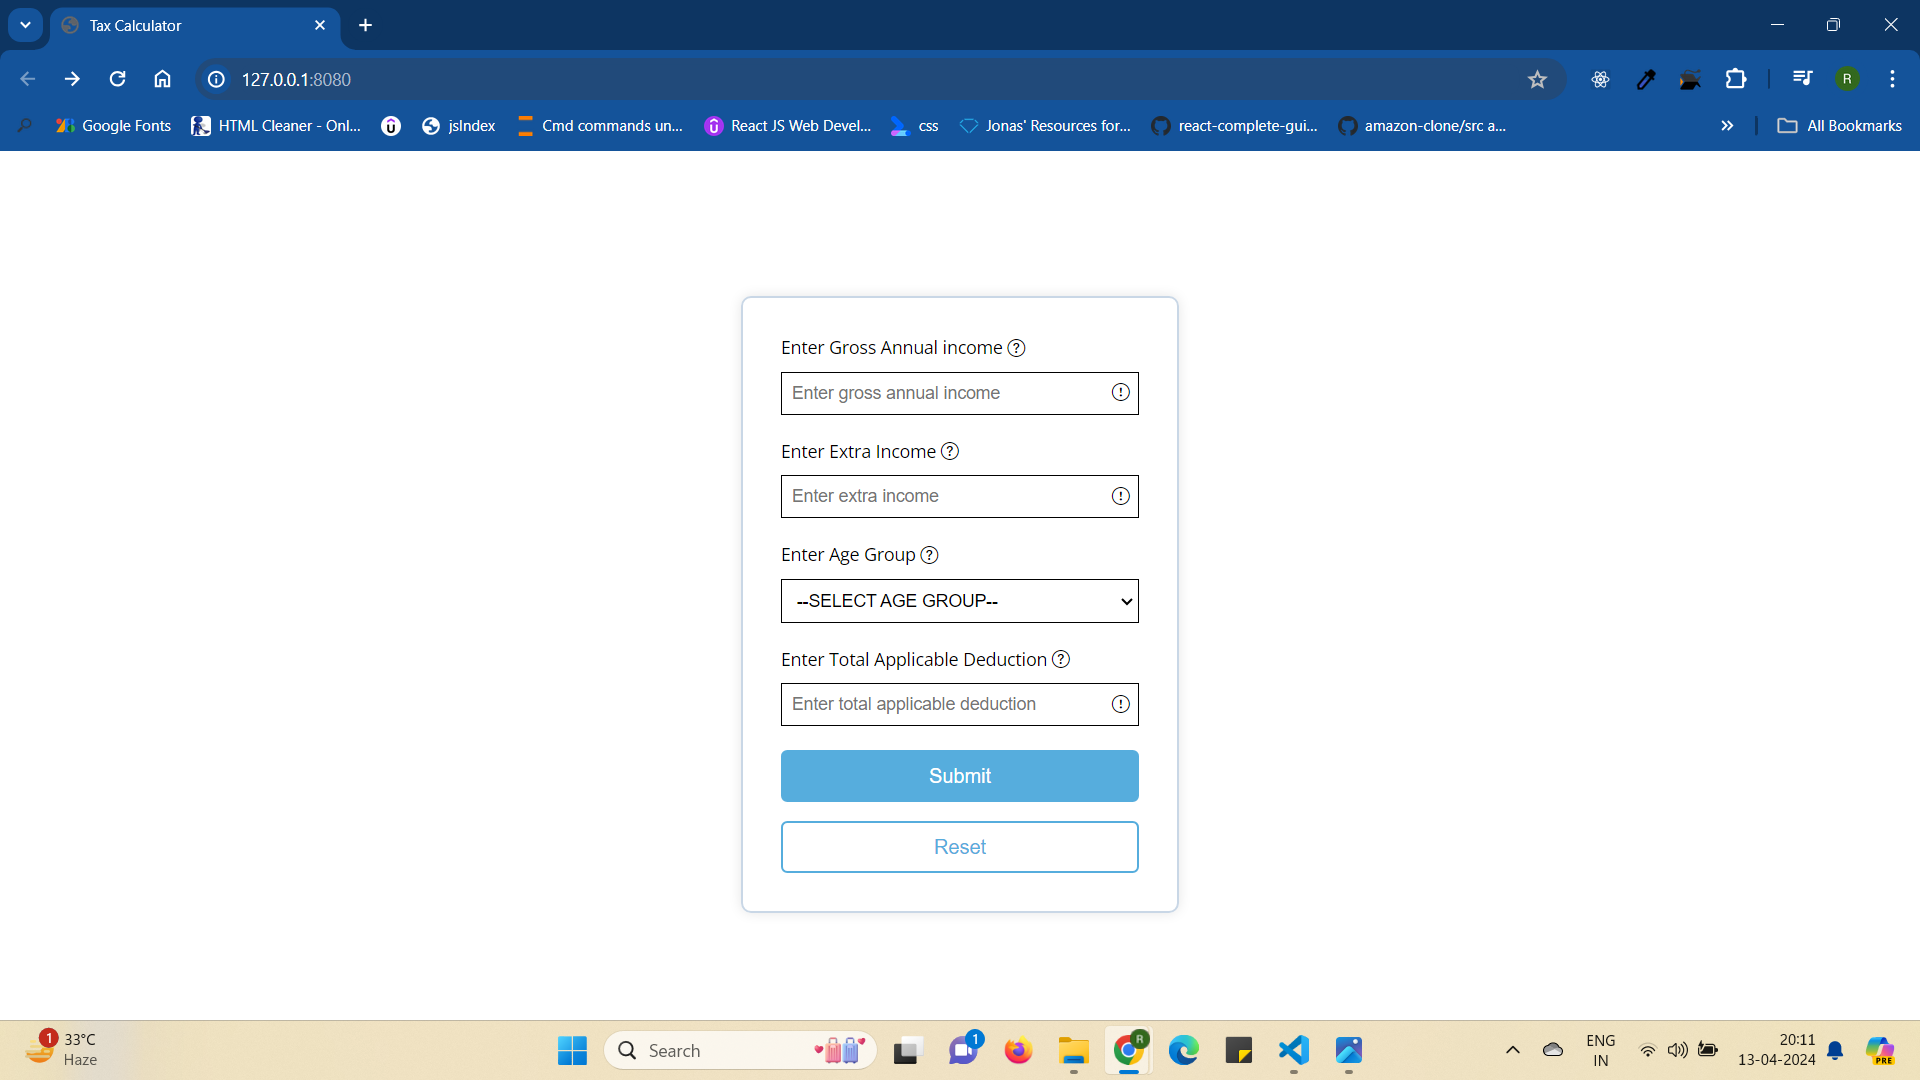 Tax Calculator
127.0.0.1:8080
R
Google Fonts
HTML Cleaner - Onl...
jsIndex
Cmd commands un...
React JS Web Devel...
css
Jonas' Resources for...
react-complete-gui...
amazon-clone/src a...
All Bookmarks
Enter Gross Annual income ?
Enter gross annual income !
Enter Extra Income ?
Enter extra income !
Enter Age Group ?
--SELECT AGE GROUP--
Enter Total Applicable Deduction ?
Enter total applicable deduction !
Submit
Reset
1
33°C
Haze
Search
1
R
ENG
IN
20:11
13-04-2024
PRE